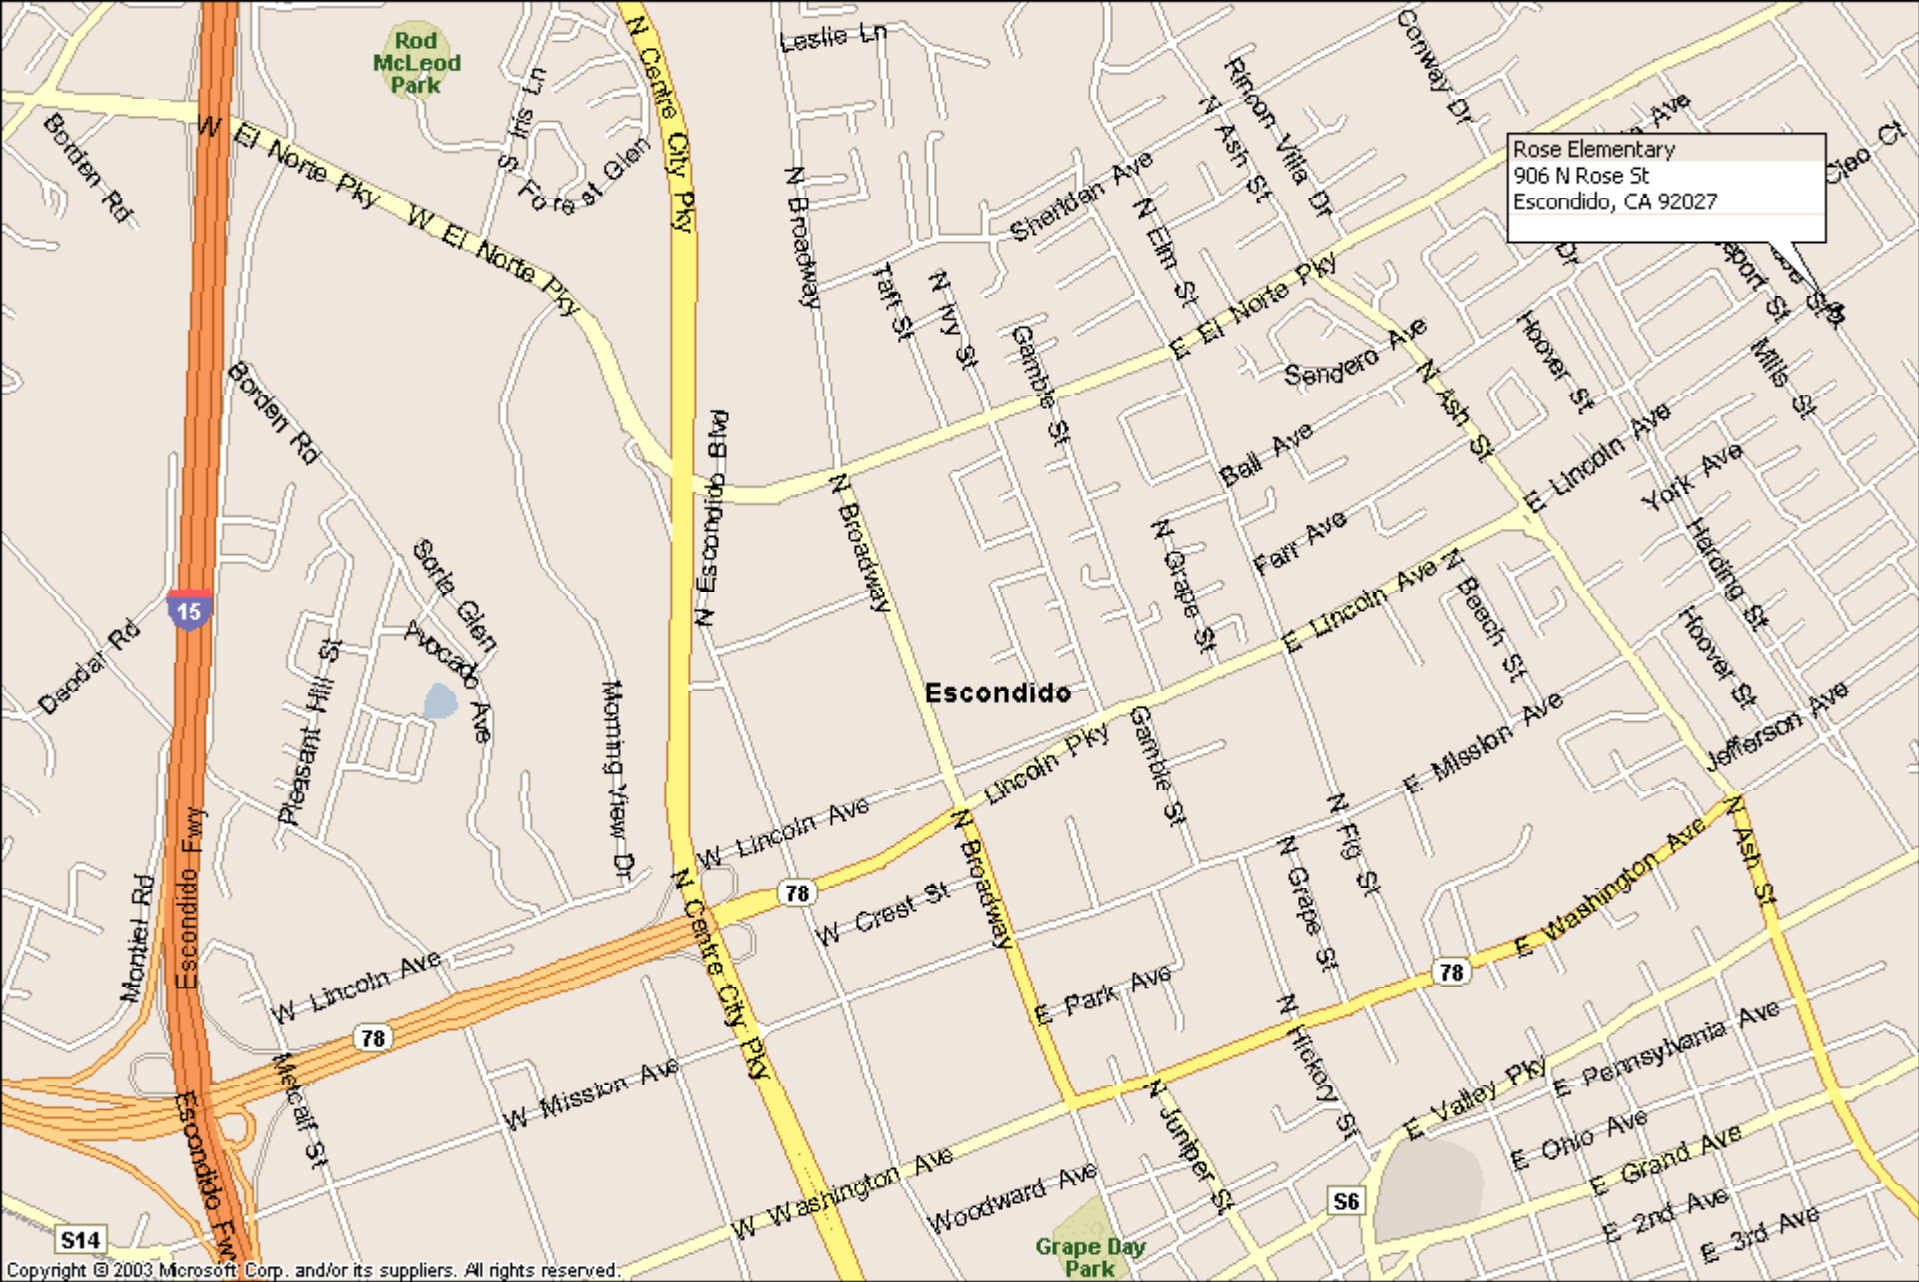 Leslie Ln
Rod
McLeod
Park
Iris Ln
N Centre City Pky
Conway Dr
Rincon Villa Dr
N Ash St
Ave
Rose Elementary
906 N Rose St
Escondido, CA 92027
Cleo Ct
Borden Rd
W El Norte Pky
W El Norte Pky
S Forest Glen
N Broadway
Sheridan Ave
N Elm St
Dr
Taft St
N Ivy St
Gamble St
E El Norte Pky
Sendero Ave
Hoover St
Mills St
Borden Rd
N Escondido Blvd
N Broadway
Ball Ave
N Ash St
E Lincoln Ave
York Ave
Farr Ave
N Grape St
Harding St
15
Soria Glen
Avocado Ave
Deodar Rd
Pleasant Hill St
Morning View Dr
E Lincoln Ave
N Beech St
Hoover St
Escondido
Gamble St
Lincoln Pky
E Mission Ave
Jefferson Ave
W Lincoln Ave
N Broadway
N Fig St
N Grape St
N Ash St
E Washington Ave
78
W Crest St
Montiel Rd
Escondido Fwy
W Lincoln Ave
78
N Centre City Pky
E Park Ave
78
N Hickory St
E Valley Pky
E Pennsylvania Ave
Metcalf St
W Mission Ave
N Juniper St
E Ohio Ave
E Grand Ave
Escondido Fwy
W Washington Ave
Woodward Ave
S6
E 2nd Ave
E 3rd Ave
S14
Grape Day
Park
Copyright © 2003 Microsoft Corp. and/or its suppliers. All rights reserved.